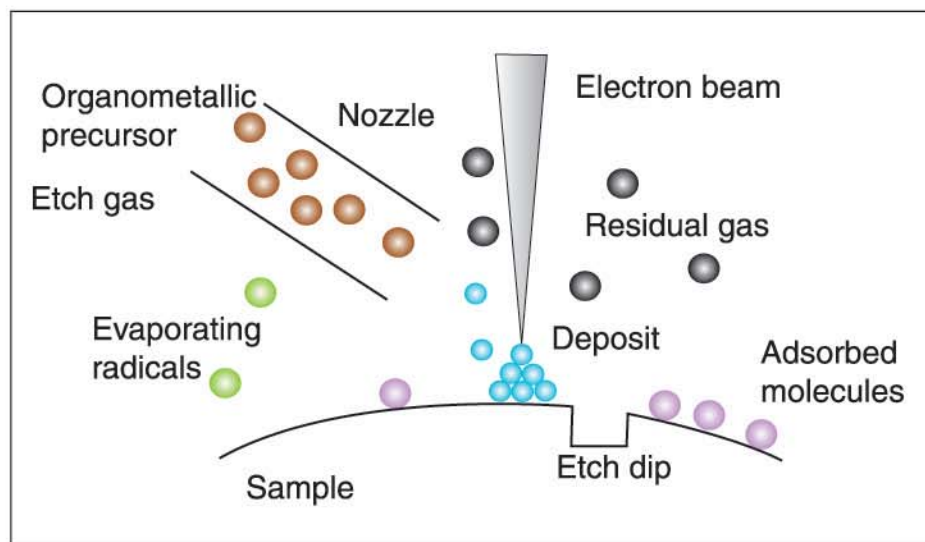 Organometallic
precursor
Nozzle
Electron beam
Etch gas
Residual gas
Evaporating
radicals
Deposit
Adsorbed
molecules
Etch dip
Sample